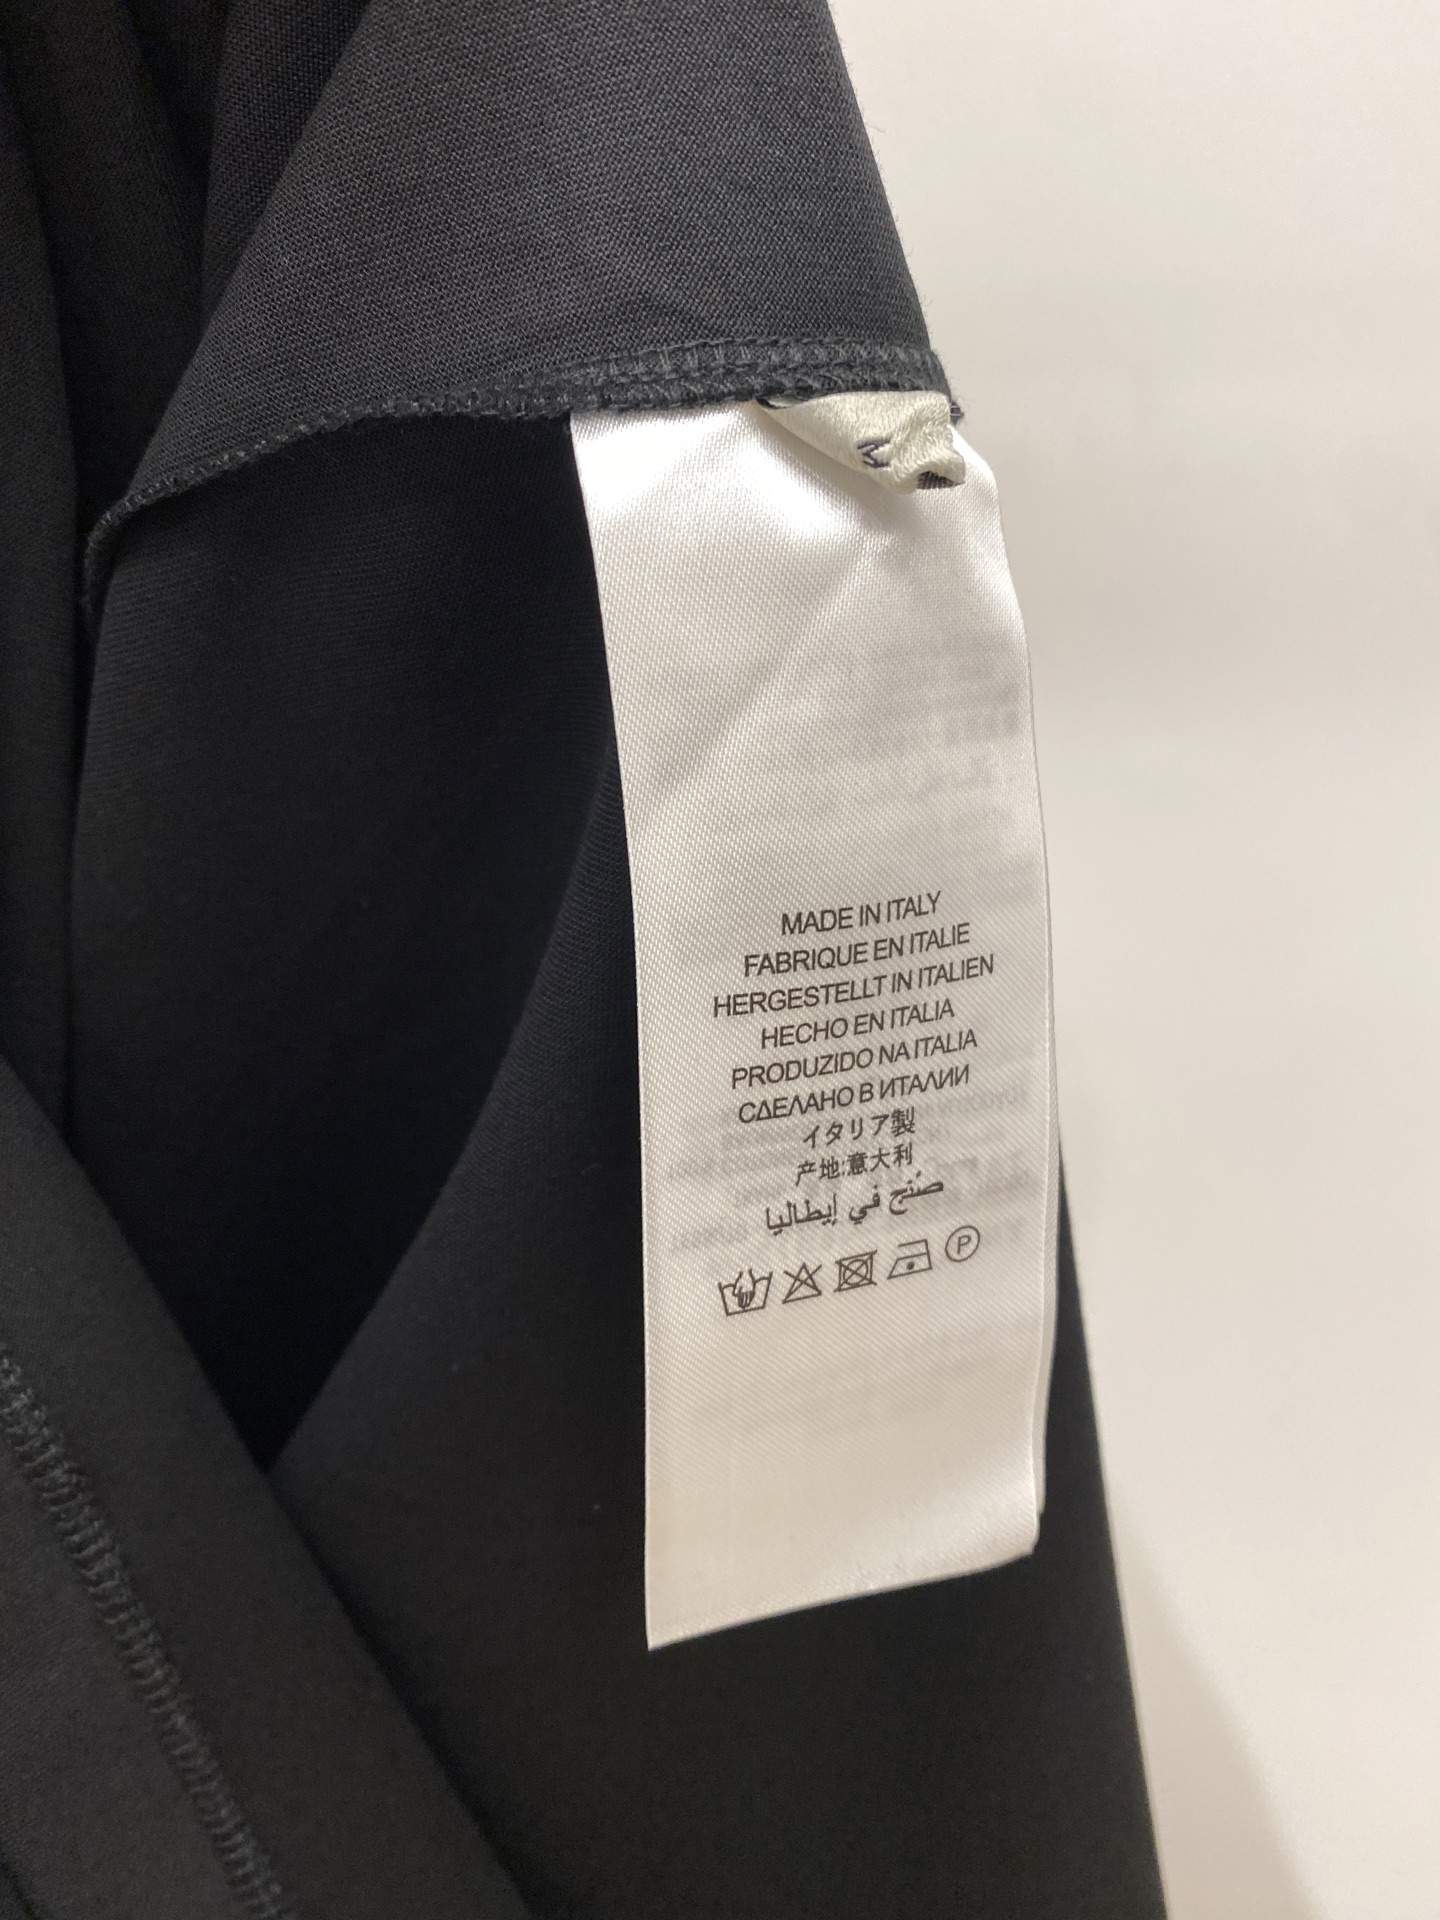 M
MADE IN ITALY
FABRIQUE EN ITALIE
HERGESTELLT IN ITALIEN
HECHO EN ITALIA
PRODUZIDO NA ITALIA
СДЕЛАНО В ИТАЛИИ
イタリア製
产地:意大利
صُنح في إيطاليا
P